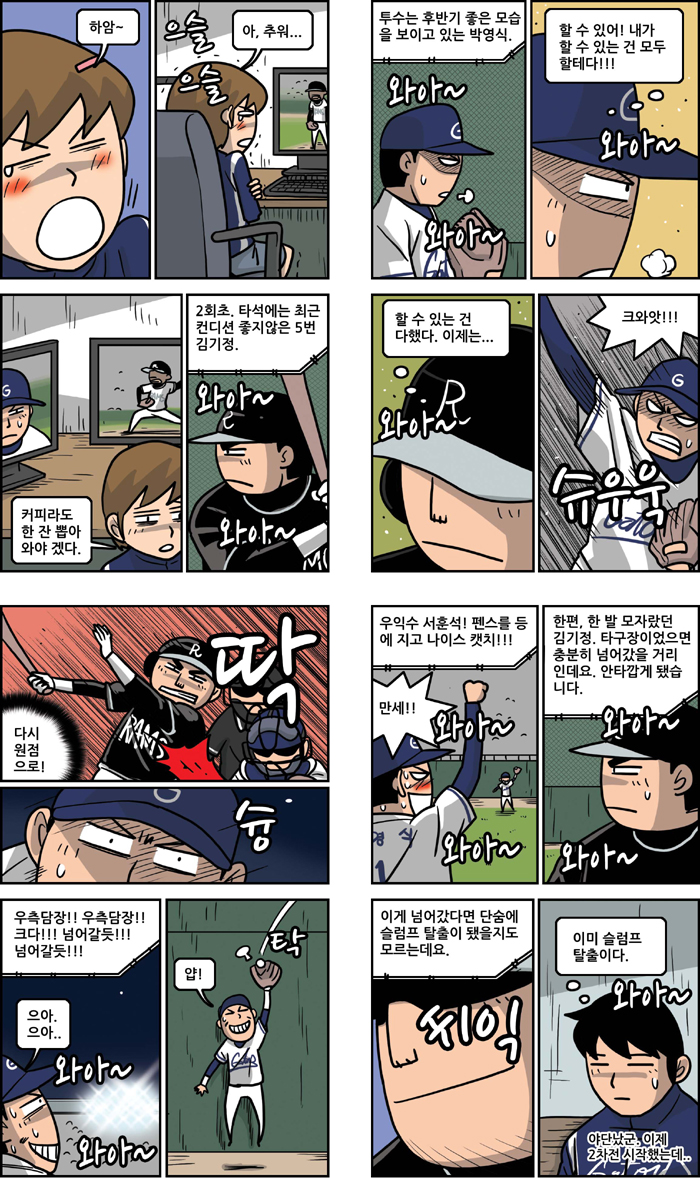 하암~
으슬
으슬
아, 추워...
커피라도
한 잔 뽑아
와야 겠다.
2회초. 타석에는 최근
컨디션 좋지않은 5번
김기정.
와아~
와아~
투수는 후반기 좋은 모습
을 보이고 있는 박영식.
와아~
G
와아~
할 수 있어! 내가
할 수 있는 건 모두
할테다!!!
와아~
할 수 있는 건
다했다. 이제는...
R
와아~
크와앗!!!
G
슈유욱
딱
R
다시
원점
으로!
G
슝
우측담장!! 우측담장!!
크다!!! 넘어갈듯!!!
넘어갈듯!!!
으아.
으아..
와아~
와아~
탁
얍!
우익수 서훈석! 펜스를 등
에 지고 나이스 캣치!!!
만세!!
와아~
영식
1
와아~
한편, 한 발 모자랐던
김기정. 타구장이었으면
충분히 넘어갔을 거리
인데요. 안타깝게 됐습
니다.
와아~
와아~
이게 넘어갔다면 단숨에
슬럼프 탈출이 됐을지도
모르는데요.
씨익
이미 슬럼프
탈출이다.
와아~
야단났군. 이제
2차전 시작했는데..